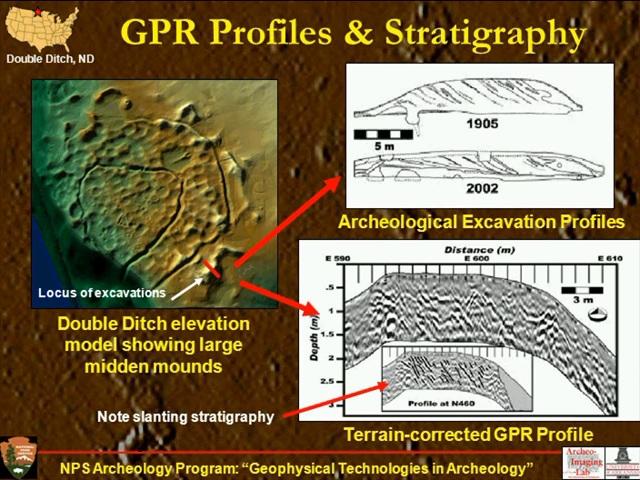 GPR Profiles & Stratigraphy
Double Ditch, ND
1905
5 m
2002
Archeological Excavation Profiles
Locus of excavations
Double Ditch elevation
model showing large
midden mounds
Distance (m)
E 590 E 600 E 610
Depth (m)
.5
1
1.5
2
2.5
3
3 m
Profile at N460
Note slanting stratigraphy
Terrain-corrected GPR Profile
NPS Archeology Program: “Geophysical Technologies in Archeology”
Archeo-
Imaging
Lab